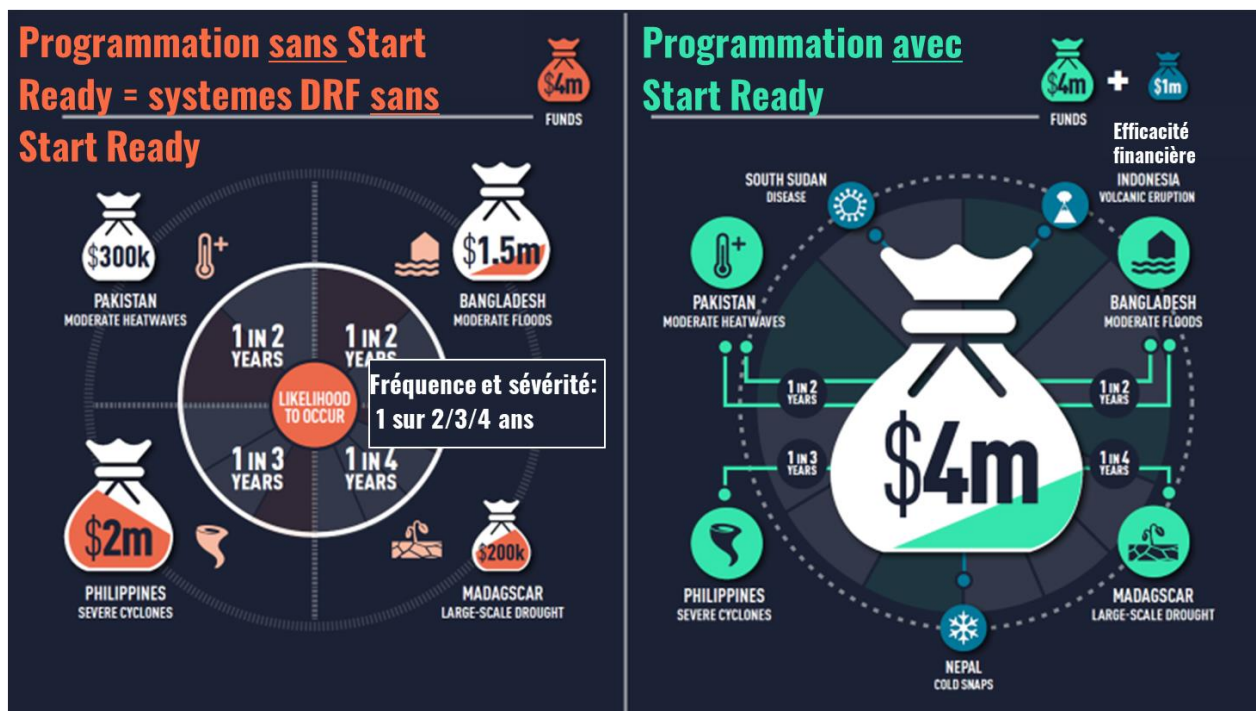 Programmation sans Start
Ready = systemes DRF sans
Start Ready
$4m
FUNDS
$300k
PAKISTAN
MODERATE HEATWAVES
$1.5m
BANGLADESH
MODERATE FLOODS
1 IN 2
YEARS
1 IN 2
YEARS
LIKELIHOOD
TO OCCUR
Fréquence et sévérité:
1 sur 2/3/4 ans
1 IN 3
YEARS
1 IN 4
YEARS
$2m
PHILIPPINES
SEVERE CYCLONES
$200k
MADAGSCAR
LARGE-SCALE DROUGHT
Programmation avec
Start Ready
$4m
FUNDS
+
$1m
Efficacité
financière
SOUTH SUDAN
DISEASE
INDONESIA
VOLCANIC ERUPTION
PAKISTAN
MODERATE HEATWAVES
BANGLADESH
MODERATE FLOODS
1 IN 2
YEARS
1 IN 2
YEARS
$4m
1 IN 3
YEARS
1 IN 4
YEARS
PHILIPPINES
SEVERE CYCLONES
MADAGSCAR
LARGE-SCALE DROUGHT
NEPAL
COLD SNAPS